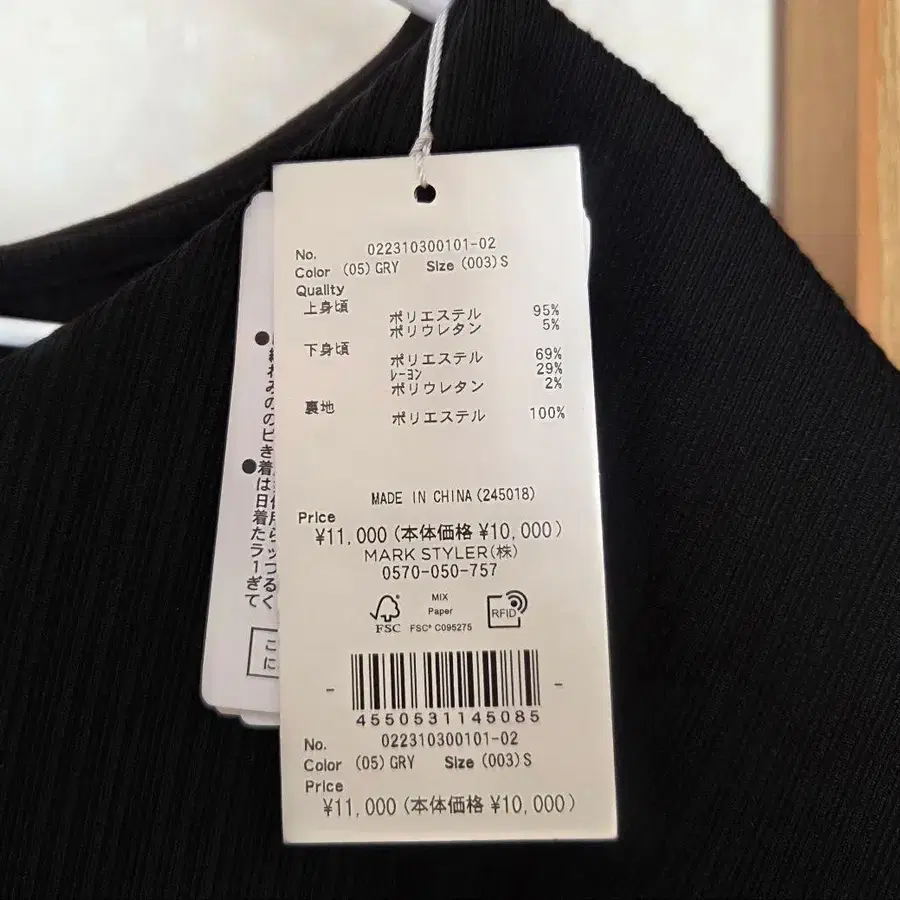 No. 022310300101-02
Color (05) GRY Size (003) S
Quality
上身頃 ポリエステル 95%
ポリウレタン 5%
下身頃 ポリエステル 69%
レーヨン 29%
ポリウレタン 2%
裏地 ポリエステル 100%
MADE IN CHINA (245018)
Price
¥11,000 (本体価格 ¥10,000)
MARK STYLER(株)
0570-050-757
FSC
MIX
Paper
FSC® C095275
RFID
4550531145085
No. 022310300101-02
Color (05) GRY Size (003) S
Price
¥11,000 (本体価格 ¥10,000)